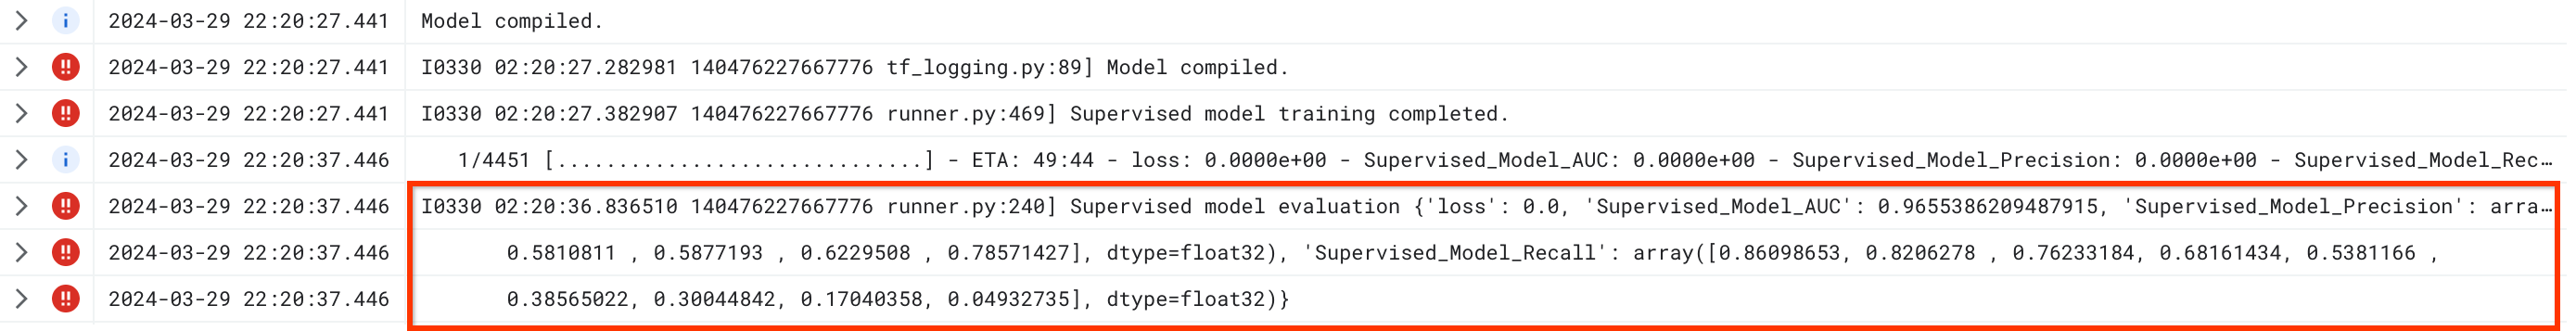 2024-03-29 22:20:27.441 Model compiled.
2024-03-29 22:20:27.441 I0330 02:20:27.282981 140476227667776 tf_logging.py:89] Model compiled.
2024-03-29 22:20:27.441 I0330 02:20:27.382907 140476227667776 runner.py:469] Supervised model training completed.
2024-03-29 22:20:37.446 1/4451 [..............................] - ETA: 49:44 - loss: 0.0000e+00 - Supervised_Model_AUC: 0.0000e+00 - Supervised_Model_Precision: 0.0000e+00 - Supervised_Model_Rec…
2024-03-29 22:20:37.446 I0330 02:20:36.836510 140476227667776 runner.py:240] Supervised model evaluation {'loss': 0.0, 'Supervised_Model_AUC': 0.9655386209487915, 'Supervised_Model_Precision': arra…
2024-03-29 22:20:37.446 0.5810811 , 0.5877193 , 0.6229508 , 0.78571427], dtype=float32), 'Supervised_Model_Recall': array([0.86098653, 0.8206278 , 0.76233184, 0.68161434, 0.5381166 ,
2024-03-29 22:20:37.446 0.38565022, 0.30044842, 0.17040358, 0.04932735], dtype=float32)}